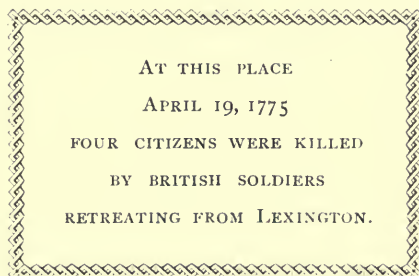 At this place
April 19, 1775
four citizens were killed
by british soldiers
retreating from Lexington.